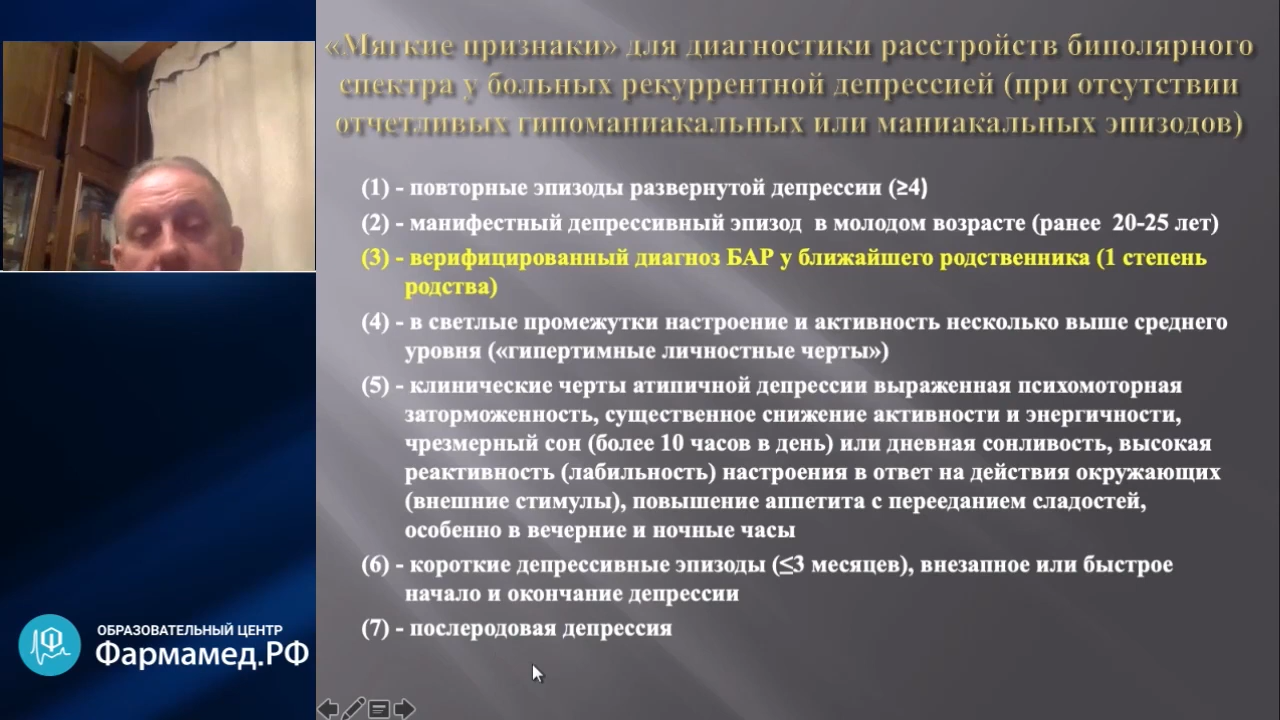 «Мягкие признаки» для диагностики расстройств биполярного
спектра у больных рекуррентной депрессией (при отсутствии
отчетливых гипоманиакальных или маниакальных эпизодов)
(1) - повторные эпизоды развернутой депрессии (≥4)
(2) - манифестный депрессивный эпизод в молодом возрасте (ранее 20-25 лет)
(3) - верифицированный диагноз БАР у ближайшего родственника (1 степень
родства)
(4) - в светлые промежутки настроение и активность несколько выше среднего
уровня («гипертимные личностные черты»)
(5) - клинические черты атипичной депрессии выраженная психомоторная
заторможенность, существенное снижение активности и энергичности,
чрезмерный сон (более 10 часов в день) или дневная сонливость, высокая
реактивность (лабильность) настроения в ответ на действия окружающих
(внешние стимулы), повышение аппетита с перееданием сладостей,
особенно в вечерние и ночные часы
(6) - короткие депрессивные эпизоды (≤3 месяцев), внезапное или быстрое
начало и окончание депрессии
(7) - послеродовая депрессия
ОБРАЗОВАТЕЛЬНЫЙ ЦЕНТР
Фармамед.РФ